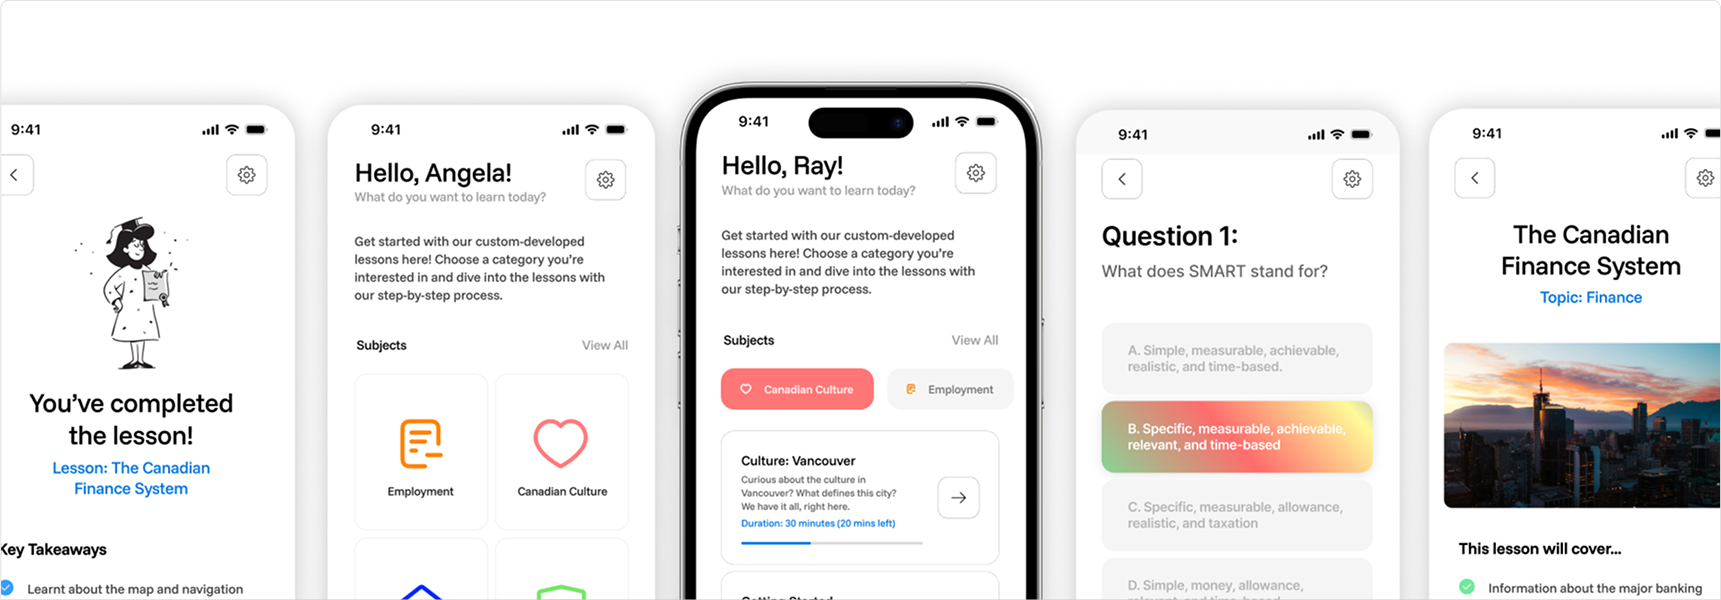 9:41
You've completed
the lesson!
Lesson: The Canadian
Finance System
Key Takeaways
Learnt about the map and navigation
9:41
Hello, Angela!
What do you want to learn today?
Get started with our custom-developed
lessons here! Choose a category you're
interested in and dive into the lessons with
our step-by-step process.
Subjects
View All
Employment
Canadian Culture
9:41
Hello, Ray!
What do you want to learn today?
Get started with our custom-developed
lessons here! Choose a category you're
interested in and dive into the lessons with
our step-by-step process.
Subjects
View All
Canadian Culture
Employment
Culture: Vancouver
Curious about the culture in
Vancouver? What defines this city?
We have it all, right here.
Duration: 30 minutes (20 mins left)
Getting Started
9:41
Question 1:
What does SMART stand for?
A. Simple, measurable, achievable,
realistic, and time-based.
B. Specific, measurable, achievable,
relevant, and time-based
C. Specific, measurable, allowance,
realistic, and taxation
D. Simple, money, allowance,
relevant, and time-based
9:41
The Canadian
Finance System
Topic: Finance
This lesson will cover...
Information about the major banking